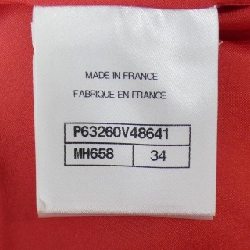 MADE IN FRANCE
FABRIQUE EN FRANCE
P63260V48641
MH658 34